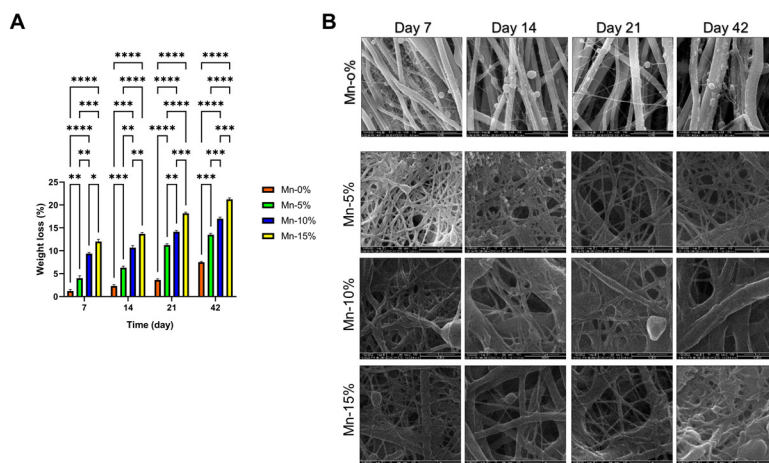 A
B
Day 7 Day 14 Day 21 Day 42
Mn-o%
Mn-5%
Mn-10%
Mn-15%
**** **** **** ****
**** **** **** ****
**** *** **** ****
*** *** **** ****
**** ** **** ***
** ** *** ***
** * *** ** ***
Weight loss (%)
25
20
15
10
5
0
7 14 21 42
Time (day)
Mn-0%
Mn-5%
Mn-10%
Mn-15%